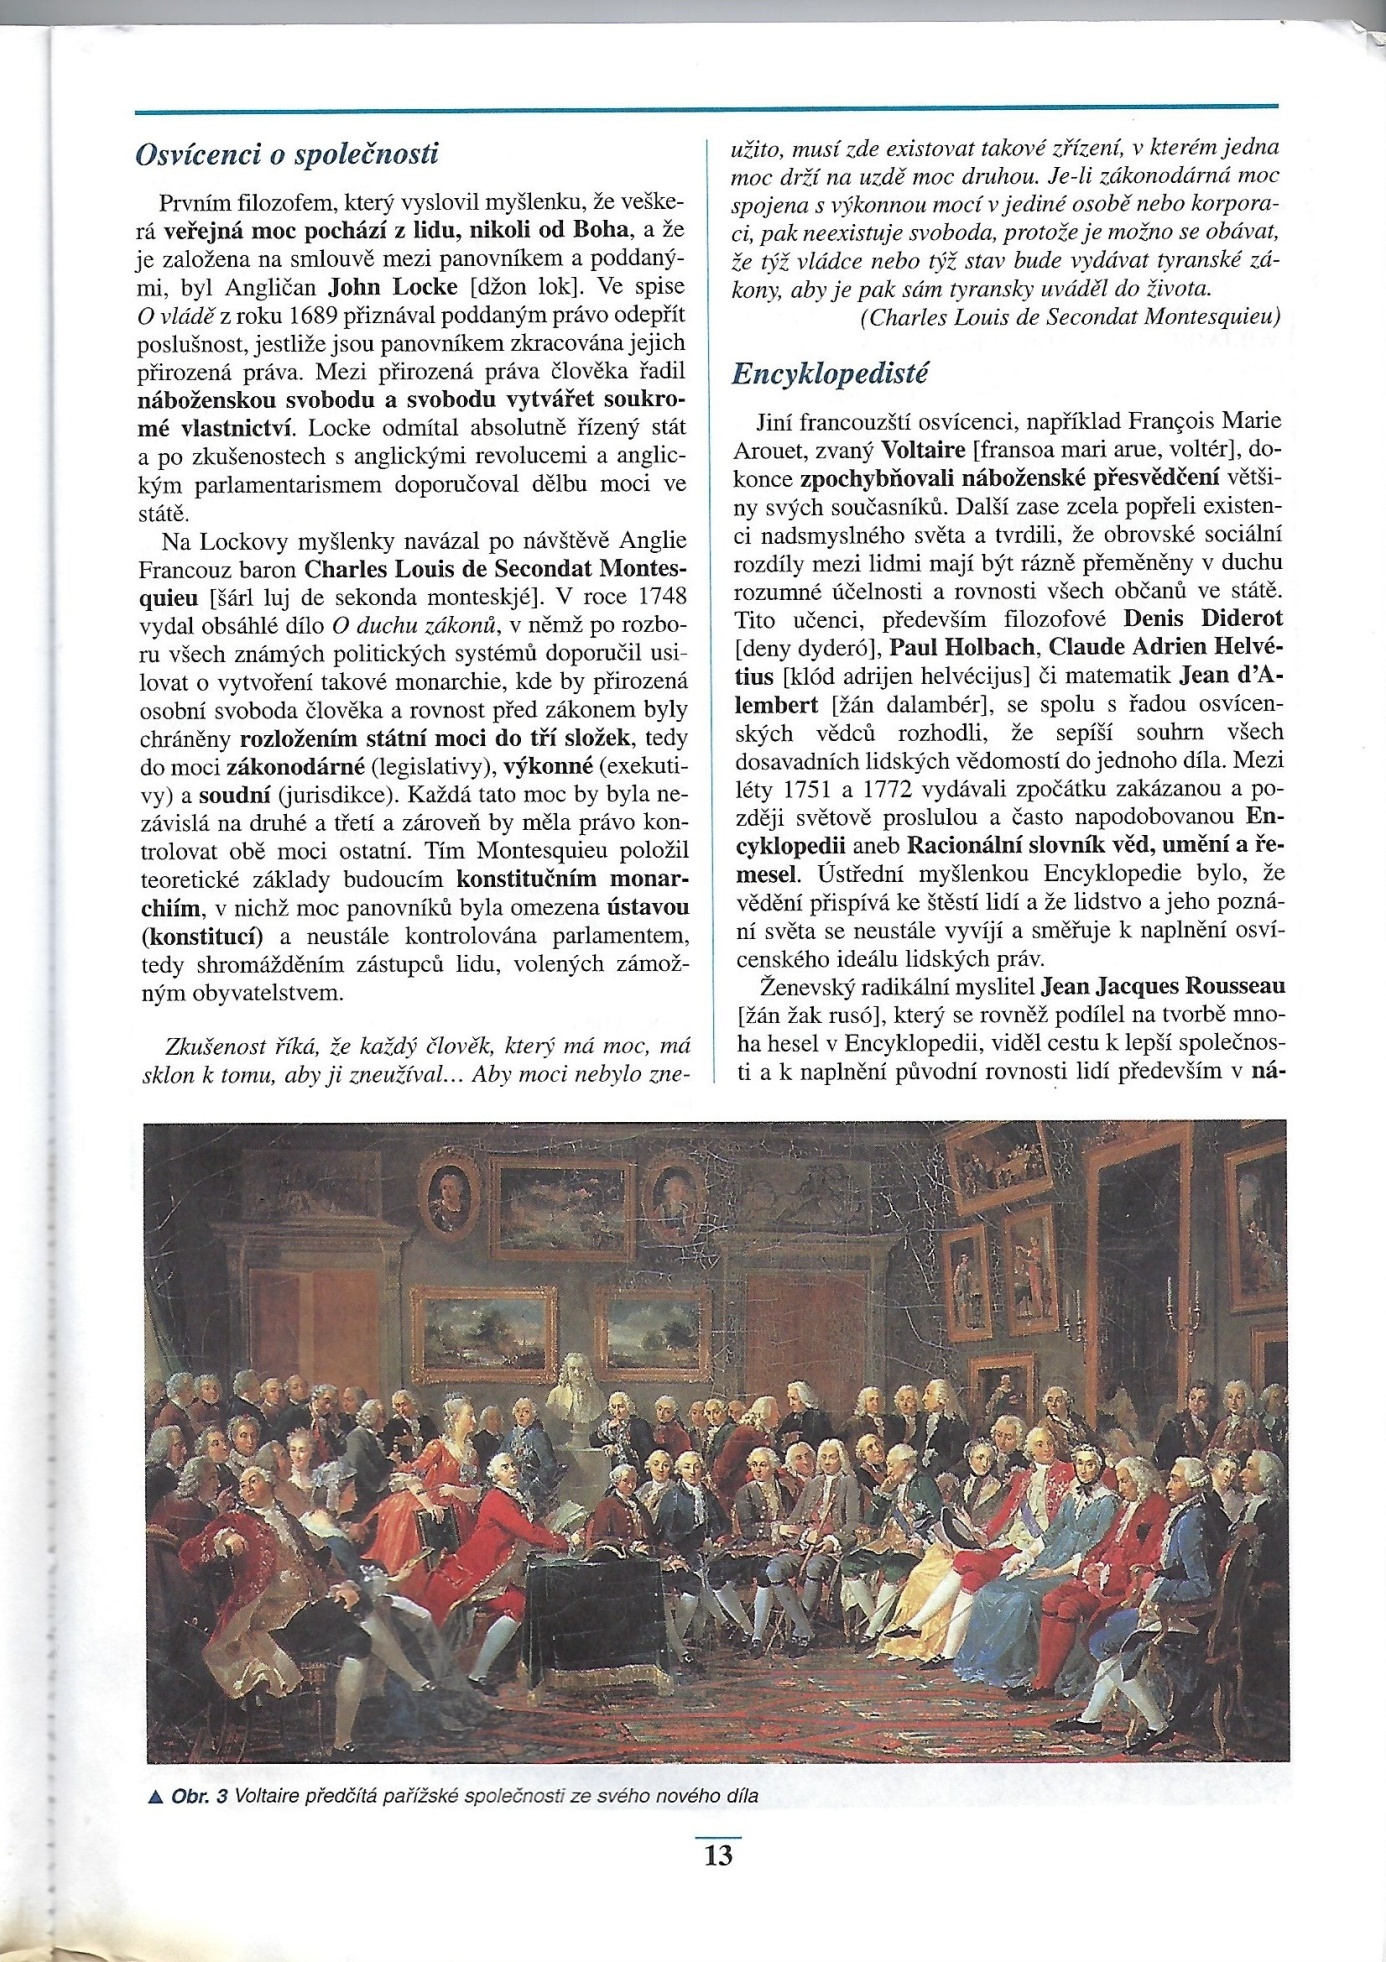 Osvícenci o společnosti
Prvním filozofem, který vyslovil myšlenku, že veške-
rá veřejná moc pochází z lidu, nikoli od Boha, a že
je založena na smlouvě mezi panovníkem a poddaný-
mi, byl Angličan John Locke [džon lok]. Ve spise
O vládě z roku 1689 přiznával poddaným právo odepřít
poslušnost, jestliže jsou panovníkem zkracována jejich
přirozená práva. Mezi přirozená práva člověka řadil
náboženskou svobodu a svobodu vytvářet soukro-
mé vlastnictví. Locke odmítal absolutně řízený stát
a po zkušenostech s anglickými revolucemi a anglic-
kým parlamentarismem doporučoval dělbu moci ve
státě.
Na Lockovy myšlenky navázal po návštěvě Anglie
Francouz baron Charles Louis de Secondat Montes-
quieu [šárl luj de sekonda monteskjé]. V roce 1748
vydal obsáhlé dílo O duchu zákonů, v němž po rozbo-
ru všech známých politických systémů doporučil usi-
lovat o vytvoření takové monarchie, kde by přirozená
osobní svoboda člověka a rovnost před zákonem byly
chráněny rozložením státní moci do tří složek, tedy
do moci zákonodárné (legislativy), výkonné (exekuti-
vy) a soudní (jurisdikce). Každá tato moc by byla ne-
závislá na druhé a třetí a zároveň by měla právo kon-
trolovat obě moci ostatní. Tím Montesquieu položil
teoretické základy budoucím konstitučním monar-
chiím, v nichž moc panovníků byla omezena ústavou
(konstitucí) a neustále kontrolována parlamentem,
tedy shromážděním zástupců lidu, volených zámož-
ným obyvatelstvem.
Zkušenost říká, že každý člověk, který má moc, má
sklon k tomu, aby ji zneužíval... Aby moci nebylo zne-
užito, musí zde existovat takové zřízení, v kterém jedna
moc drží na uzdě moc druhou. Je-li zákonodárná moc
spojena s výkonnou mocí v jediné osobě nebo korpora-
ci, pak neexistuje svoboda, protože je možno se obávat,
že týž vládce nebo týž stav bude vydávat tyranské zá-
kony, aby je pak sám tyransky uváděl do života.
(Charles Louis de Secondat Montesquieu)
Encyklopedisté
Jiní francouzští osvícenci, například François Marie
Arouet, zvaný Voltaire [fransoa mari arue, voltér], do-
konce zpochybňovali náboženské přesvědčení větši-
ny svých současníků. Další zase zcela popřeli existen-
ci nadsmyslného světa a tvrdili, že obrovské sociální
rozdíly mezi lidmi mají být rázně přeměněny v duchu
rozumné účelnosti a rovnosti všech občanů ve státě.
Tito učenci, především filozofové Denis Diderot
[deny dyderó], Paul Holbach, Claude Adrien Helvé-
tius [klód adrijen helvécijus] či matematik Jean d'A-
lembert [žán dalambér], se spolu s řadou osvícen-
ských vědců rozhodli, že sepíší souhrn všech
dosavadních lidských vědomostí do jednoho díla. Mezi
léty 1751 a 1772 vydávali zpočátku zakázanou a po-
zději světově proslulou a často napodobovanou En-
cyklopedii aneb Racionální slovník věd, umění a ře-
mesel. Ústřední myšlenkou Encyklopedie bylo, že
vědění přispívá ke štěstí lidí a že lidstvo a jeho pozná-
ní světa se neustále vyvíjí a směřuje k naplnění osví-
cenského ideálu lidských práv.
Ženevský radikální myslitel Jean Jacques Rousseau
[žán žak rusó], který se rovněž podílel na tvorbě mno-
ha hesel v Encyklopedii, viděl cestu k lepší společnos-
ti a k naplnění původní rovnosti lidí především v ná-
▲ Obr. 3 Voltaire předčítá pařížské společnosti ze svého nového díla
13